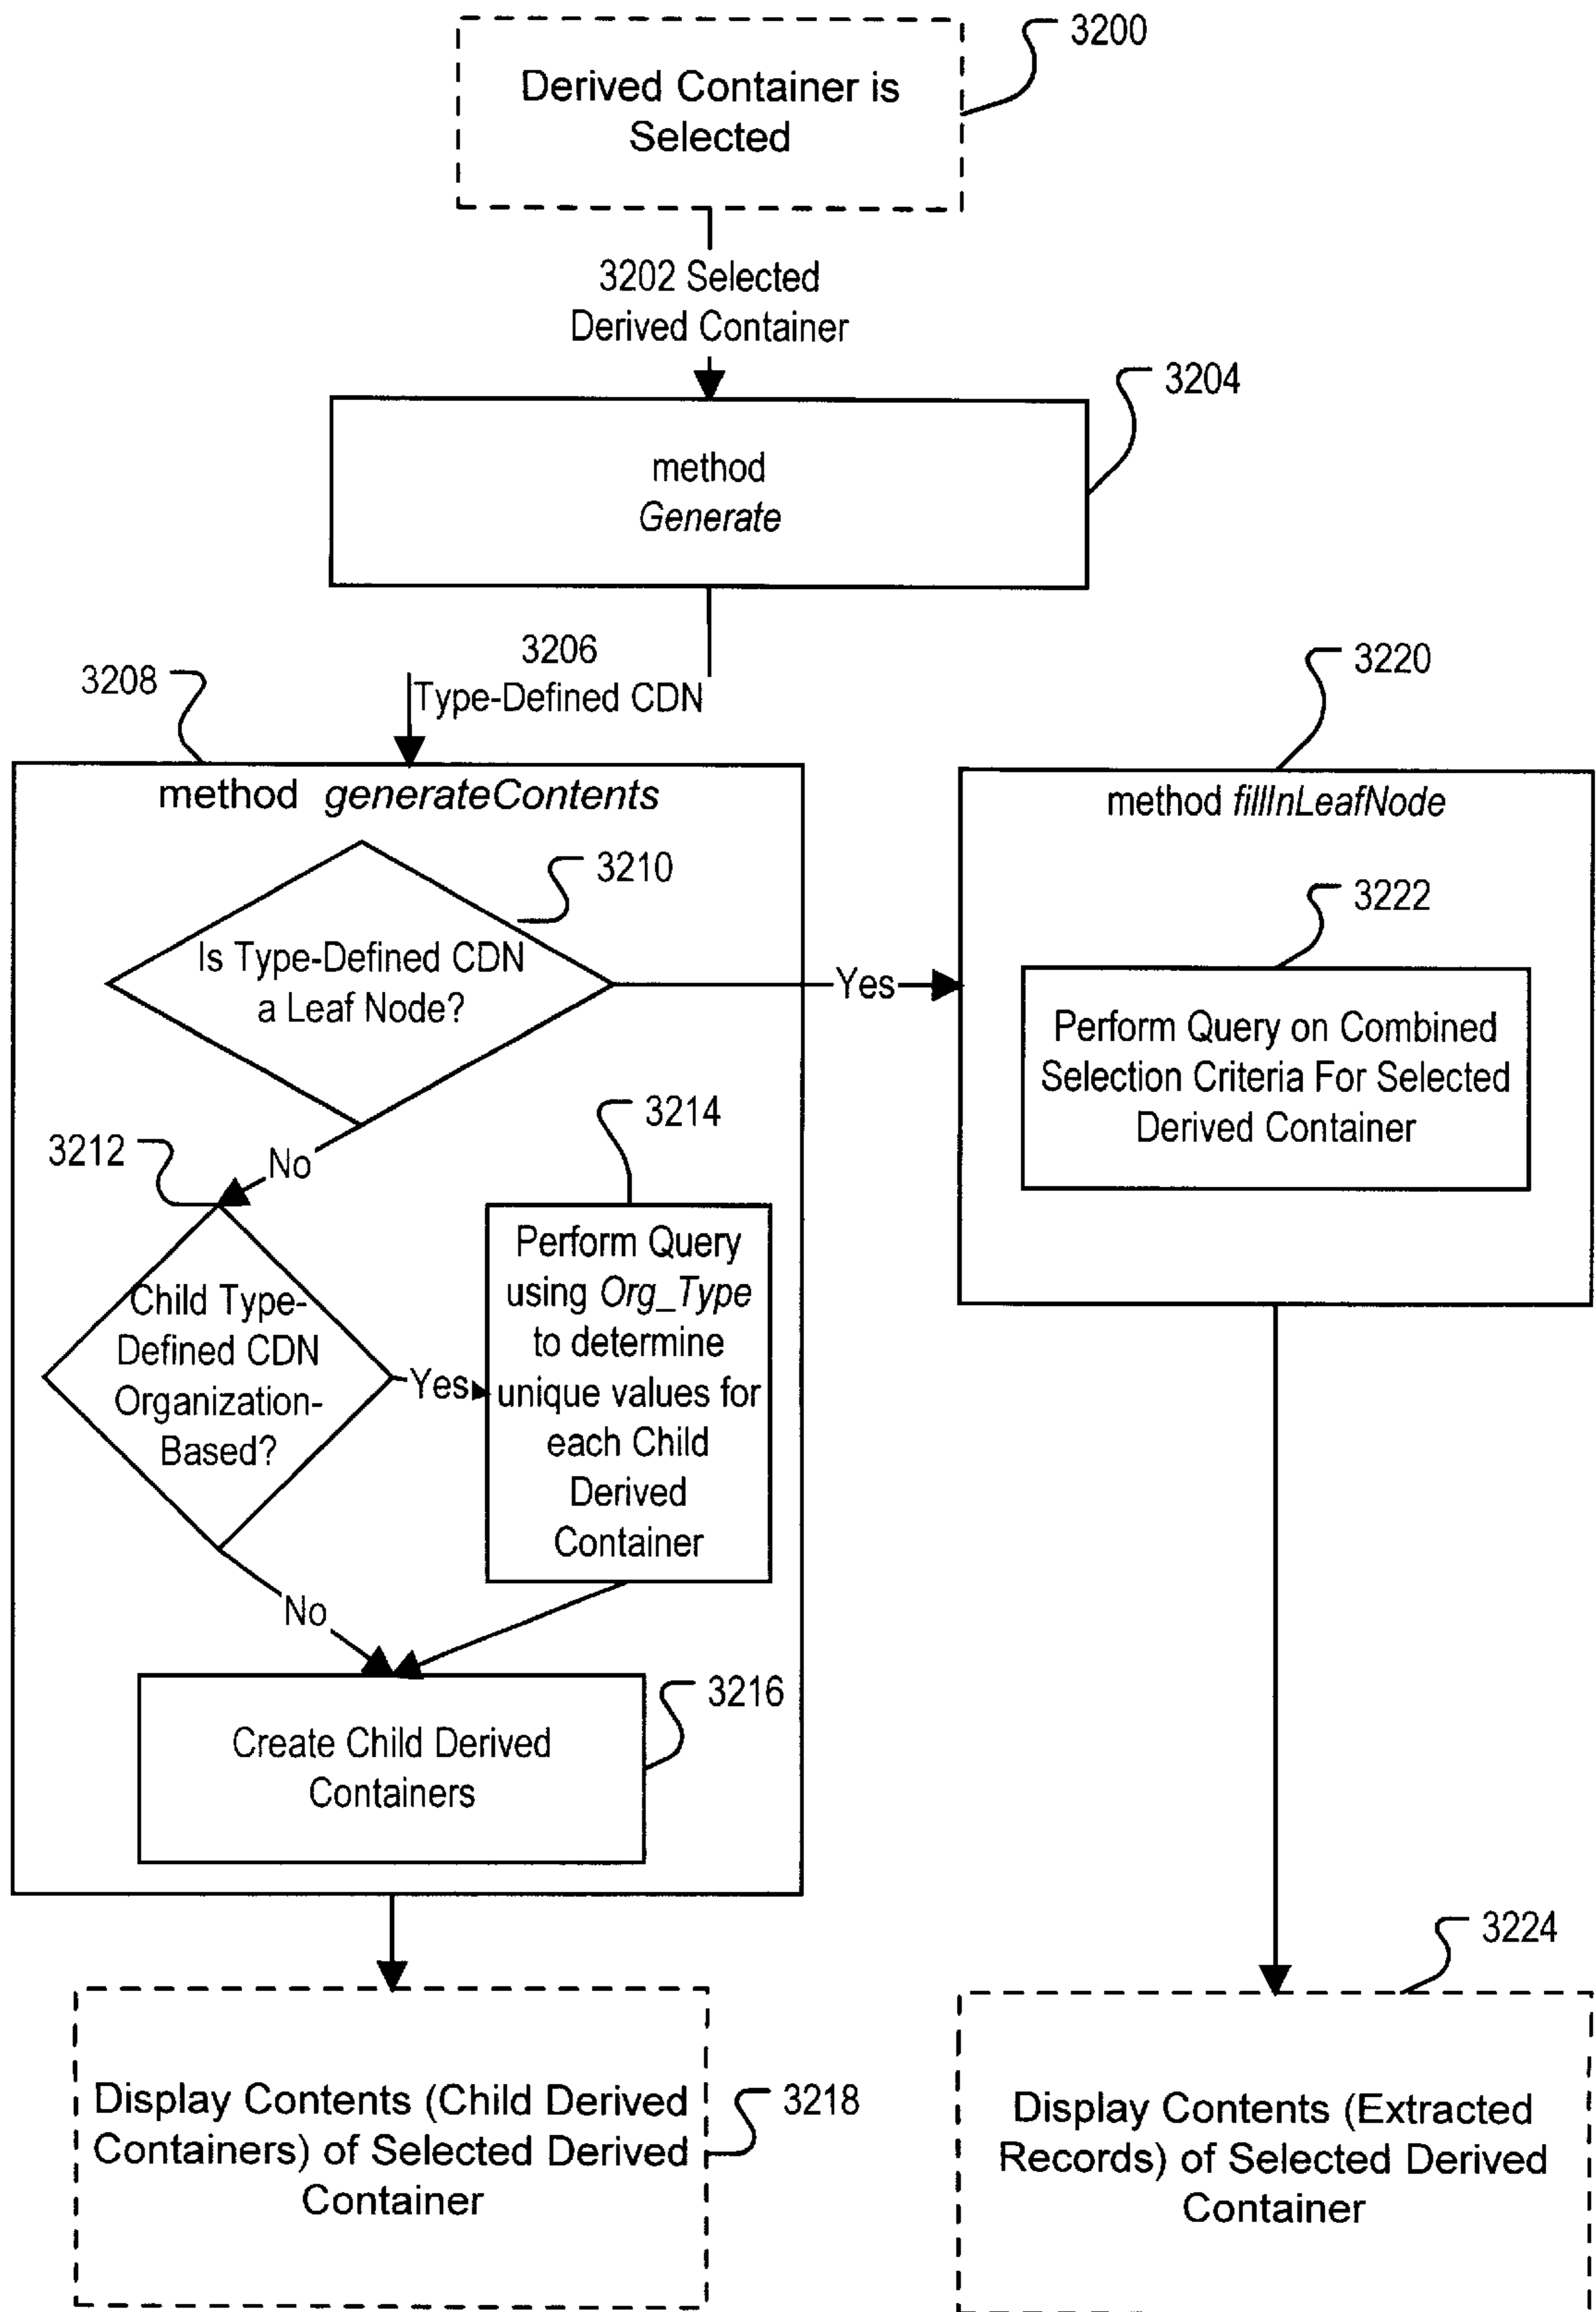 3200
Derived Container is
Selected
3202 Selected
Derived Container
3204
method
Generate
3206
Type-Defined CDN
3208
3220
method generateContents
method fillInLeafNode
3210
3222
Is Type-Defined CDN
a Leaf Node?
Yes
Perform Query on Combined
Selection Criteria For Selected
Derived Container
No
3212
3214
Child Type-
Defined CDN
Organization-
Based?
Yes
Perform Query
using Org_Type
to determine
unique values for
each Child
Derived
Container
No
3216
Create Child Derived
Containers
3224
Display Contents (Child Derived
Containers) of Selected Derived
Container
3218
Display Contents (Extracted
Records) of Selected Derived
Container